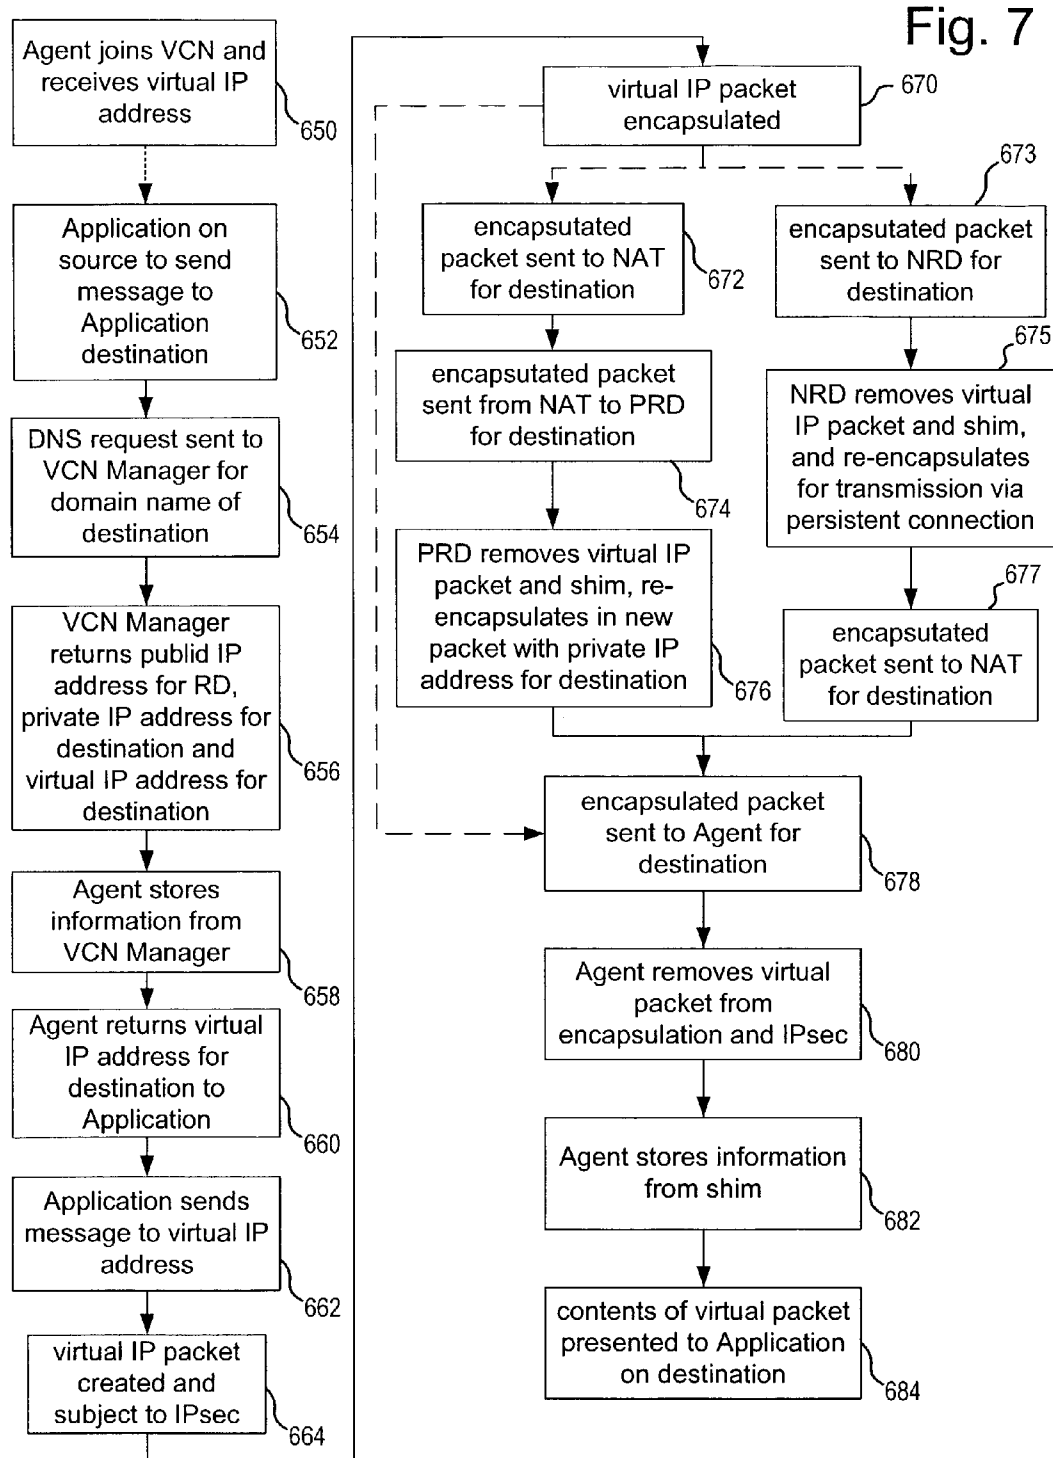 Fig. 7
Agent joins VCN and
receives virtual IP
address
650
Application on
source to send
message to
Application
destination
652
DNS request sent to
VCN Manager for
domain name of
destination
654
VCN Manager
returns publid IP
address for RD,
private IP address for
destination and
virtual IP address for
destination
656
Agent stores
information from
VCN Manager
658
Agent returns virtual
IP address for
destination to
Application
660
Application sends
message to virtual IP
address
662
virtual IP packet
created and
subject to IPsec
664
virtual IP packet
encapsulated
670
encapsutated
packet sent to NAT
for destination
672
encapsutated packet
sent from NAT to PRD
for destination
674
PRD removes virtual IP
packet and shim, re-
encapsulates in new
packet with private IP
address for destination
676
673
encapsutated packet
sent to NRD for
destination
675
NRD removes virtual
IP packet and shim,
and re-encapsulates
for transmission via
persistent connection
677
encapsutated
packet sent to NAT
for destination
encapsulated packet
sent to Agent for
destination
678
Agent removes virtual
packet from
encapsulation and IPsec
680
Agent stores information
from shim
682
contents of virtual packet
presented to Application
on destination
684